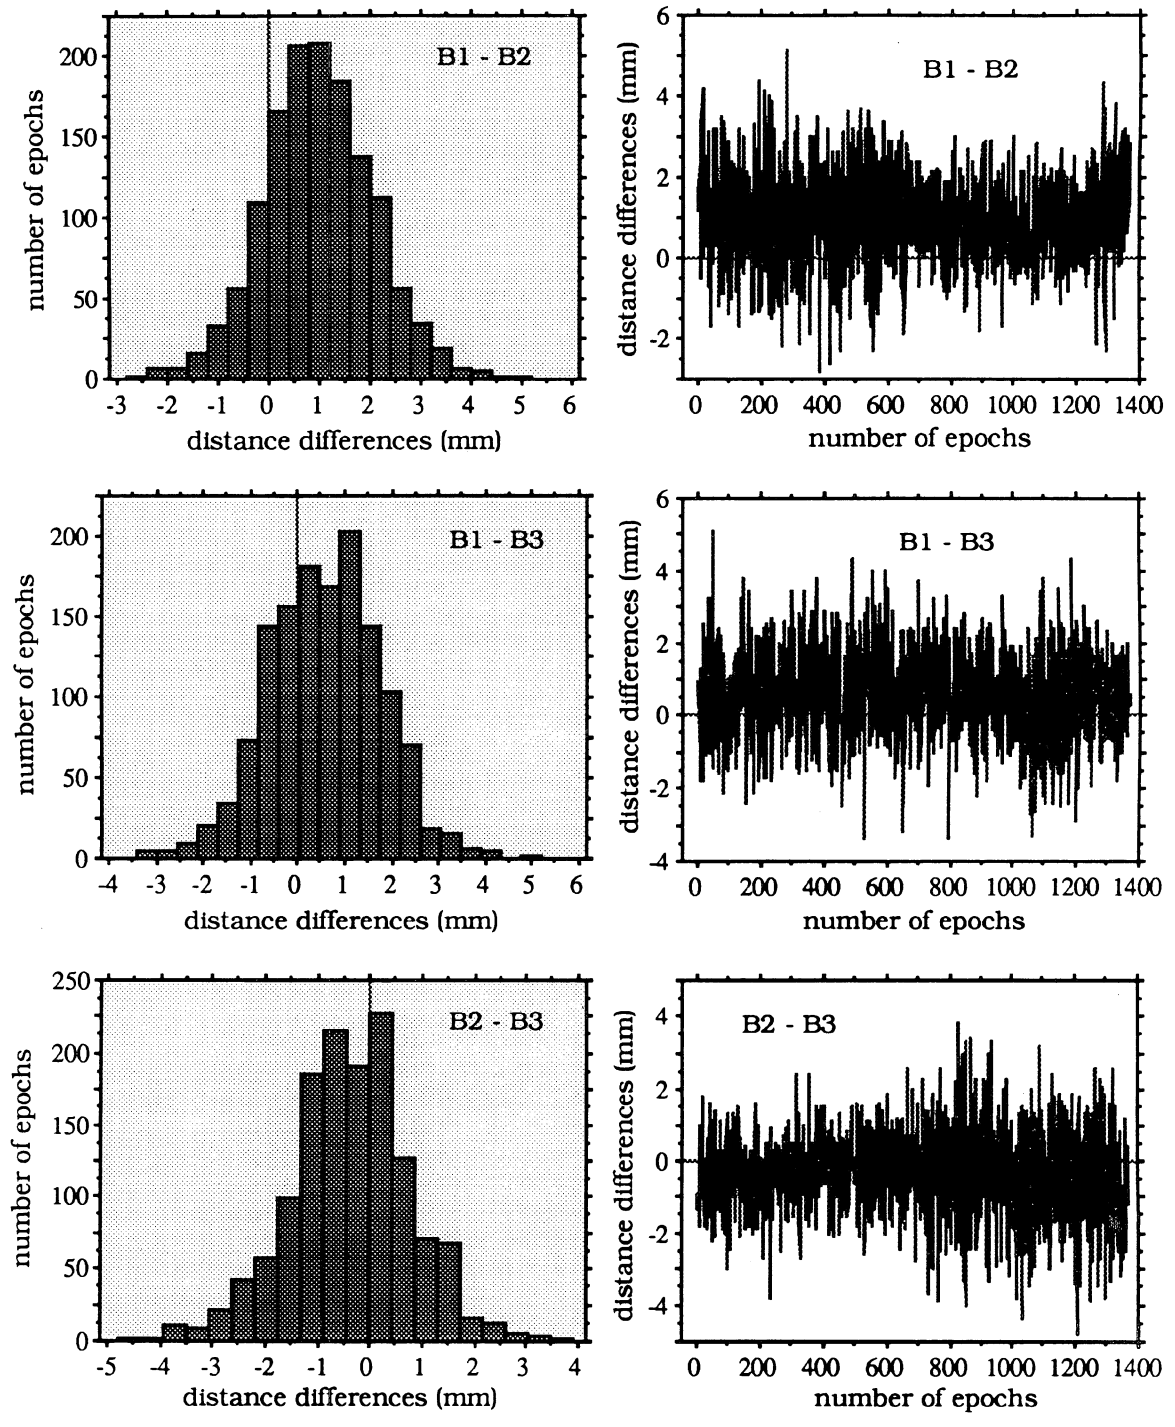 B1 - B2
number of epochs
200
150
100
50
0
-3 -2 -1 0 1 2 3 4 5 6
distance differences (mm)
B1 - B2
distance differences (mm)
6
4
2
0
-2
0 200 400 600 800 1000 1200 1400
number of epochs
B1 - B3
number of epochs
200
150
100
50
0
-4 -3 -2 -1 0 1 2 3 4 5 6
distance differences (mm)
B1 - B3
distance differences (mm)
6
4
2
0
-2
-4
0 200 400 600 800 1000 1200 1400
number of epochs
B2 - B3
number of epochs
250
200
150
100
50
0
-5 -4 -3 -2 -1 0 1 2 3 4
distance differences (mm)
B2 - B3
distance differences (mm)
4
2
0
-2
-4
0 200 400 600 800 1000 1200 1400
number of epochs